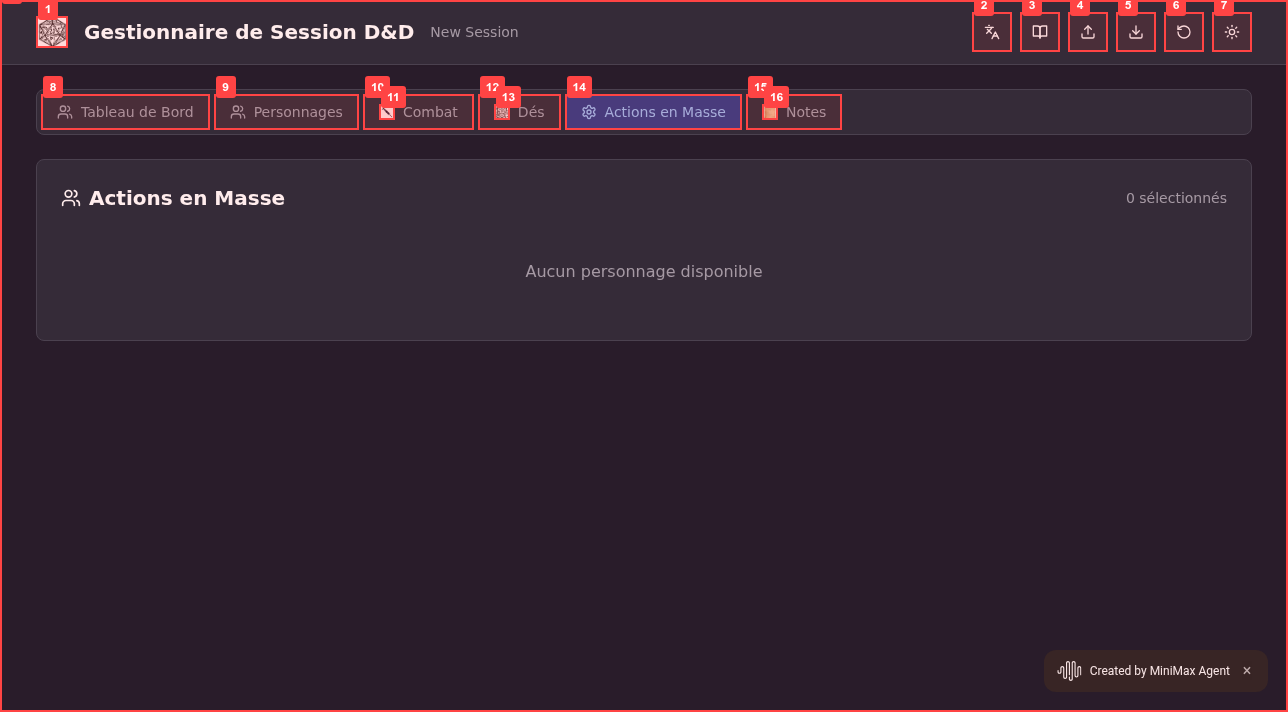 1
2
3
4
5
6
7
Gestionnaire de Session D&D
New Session
8
9
10
11
12
13
14
15
16
Tableau de Bord
Personnages
Combat
Dés
Actions en Masse
Notes
Actions en Masse
0 sélectionnés
Aucun personnage disponible
Created by MiniMax Agent ×